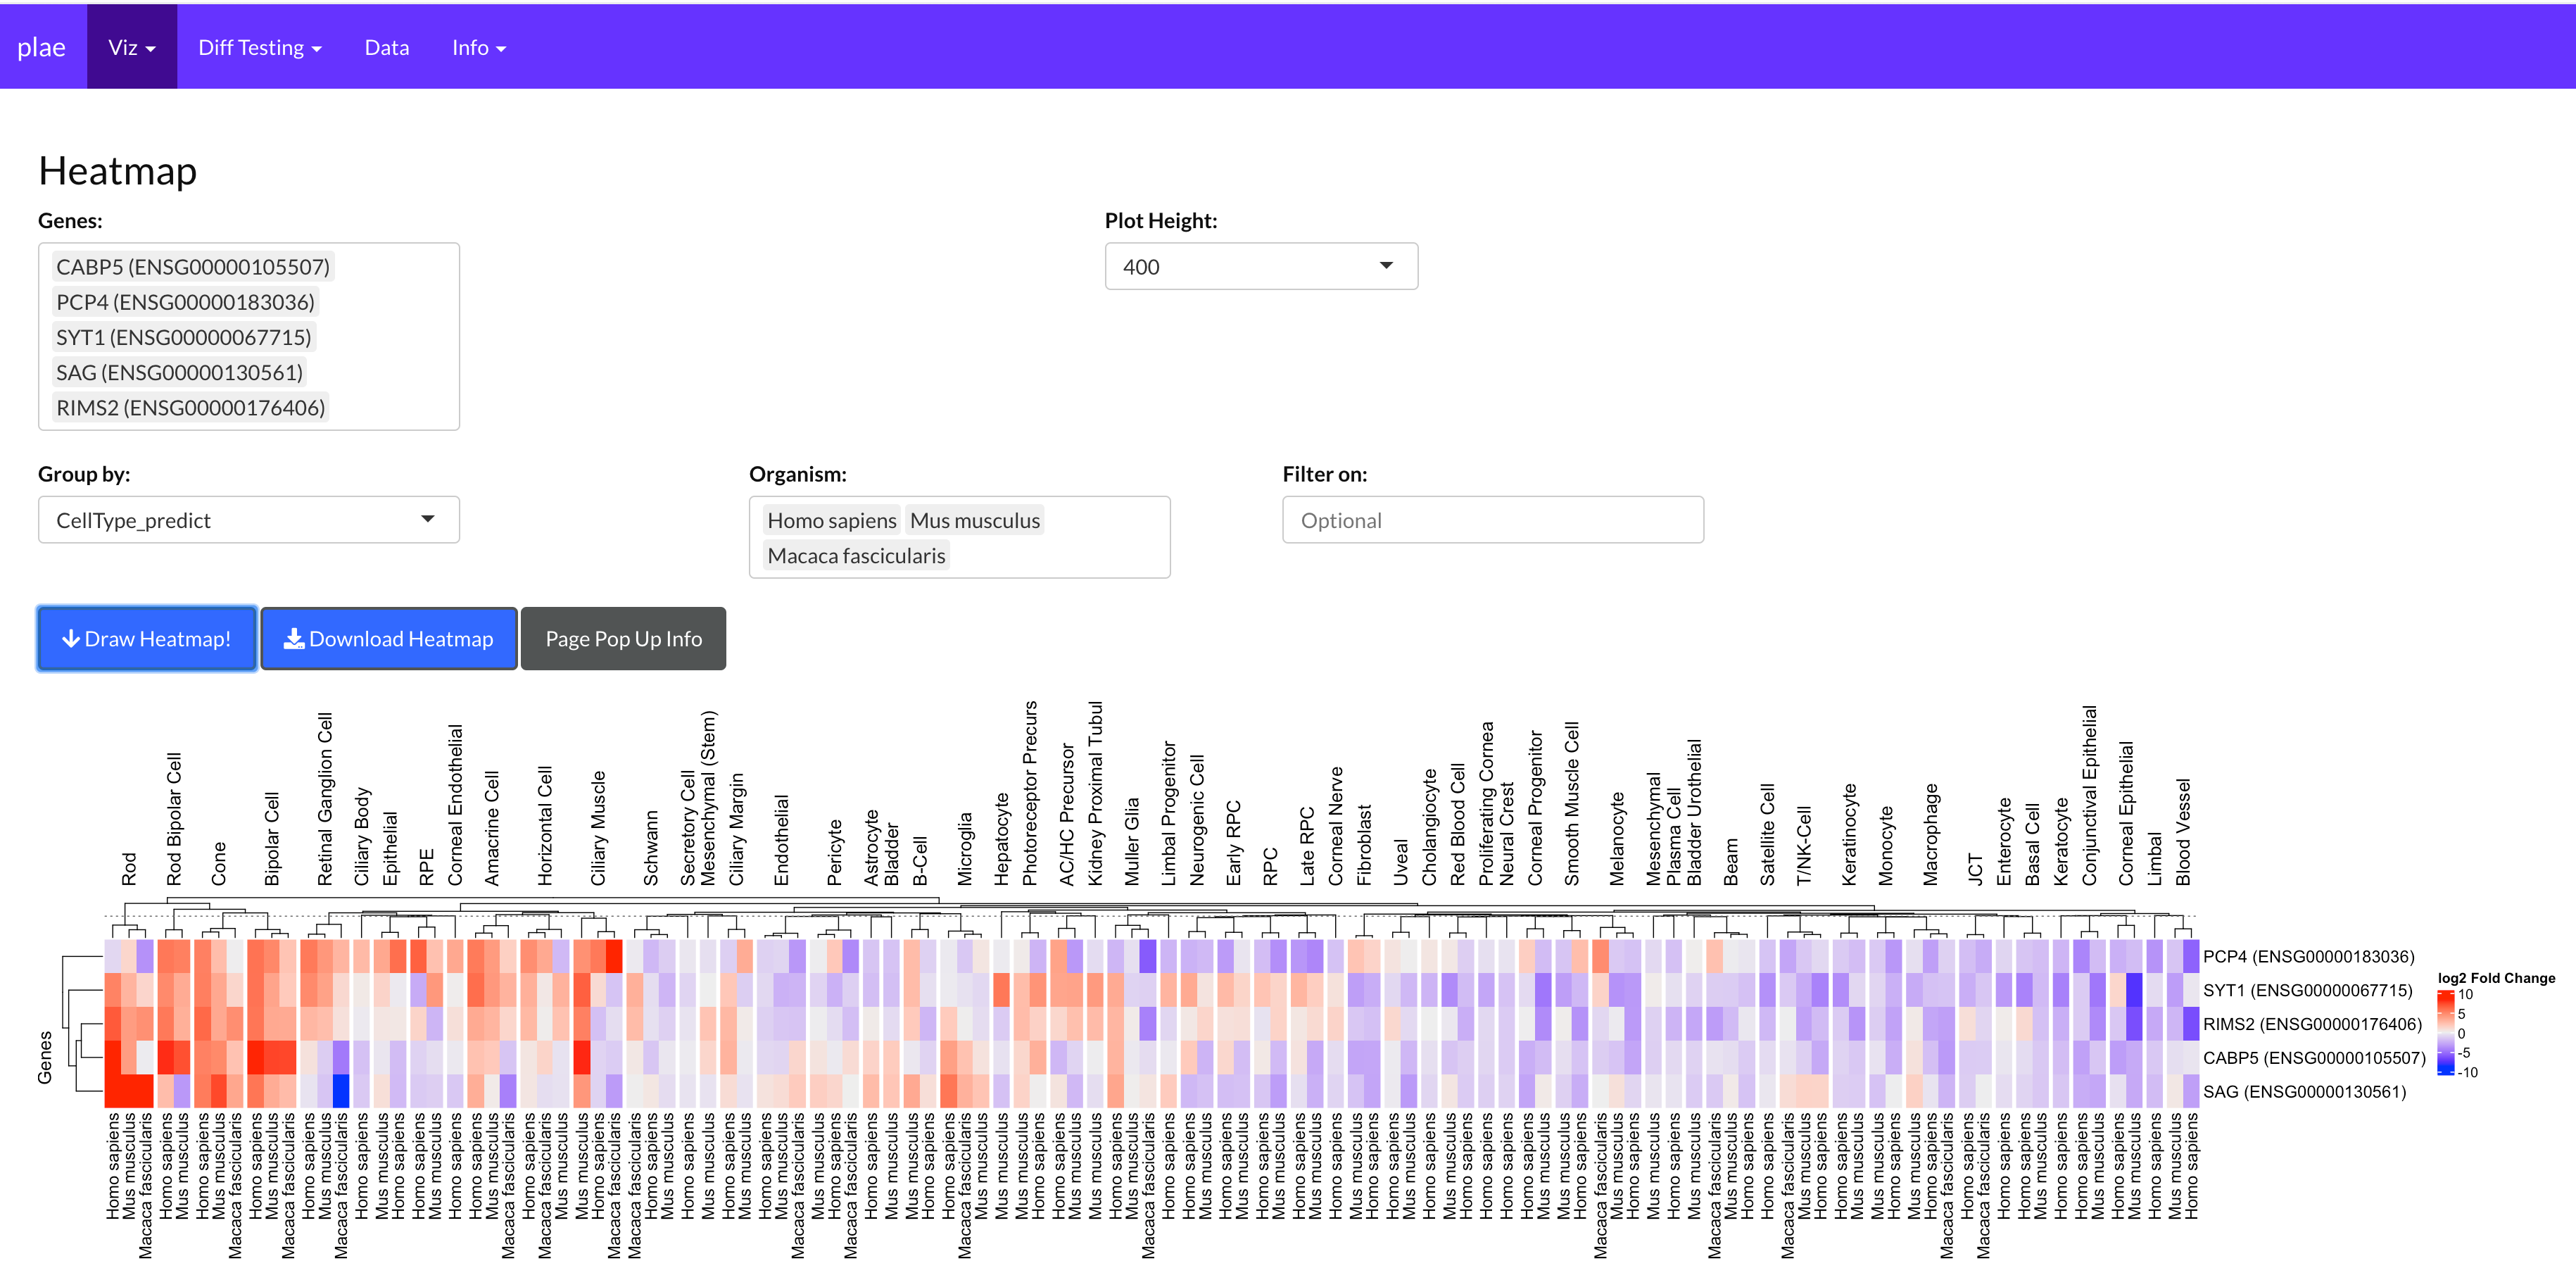 plae
Viz
Diff Testing
Data
Info
Heatmap
Genes:
Plot Height:
CABP5 (ENSG00000105507)
PCP4 (ENSG00000183036)
SYT1 (ENSG00000067715)
SAG (ENSG00000130561)
RIMS2 (ENSG00000176406)
400
Group by:
Organism:
Filter on:
CellType_predict
Homo sapiens Mus musculus
Macaca fascicularis
Optional
Draw Heatmap!
Download Heatmap
Page Pop Up Info
Rod
Rod Bipolar Cell
Cone
Bipolar Cell
Retinal Ganglion Cell
Ciliary Body
Epithelial
RPE
Corneal Endothelial
Amacrine Cell
Horizontal Cell
Ciliary Muscle
Schwann
Secretory Cell
Mesenchymal (Stem)
Ciliary Margin
Endothelial
Pericyte
Astrocyte
Bladder
B-Cell
Microglia
Hepatocyte
Photoreceptor Precurs
AC/HC Precursor
Kidney Proximal Tubul
Muller Glia
Limbal Progenitor
Neurogenic Cell
Early RPC
RPC
Late RPC
Corneal Nerve
Fibroblast
Uveal
Cholangiocyte
Red Blood Cell
Proliferating Cornea
Neural Crest
Corneal Progenitor
Smooth Muscle Cell
Melanocyte
Mesenchymal
Plasma Cell
Bladder Urothelial
Beam
Satellite Cell
T/NK-Cell
Keratinocyte
Monocyte
Macrophage
JCT
Enterocyte
Basal Cell
Keratocyte
Conjunctival Epithelial
Corneal Epithelial
Limbal
Blood Vessel
Genes
PCP4 (ENSG00000183036)
SYT1 (ENSG00000067715)
RIMS2 (ENSG00000176406)
CABP5 (ENSG00000105507)
SAG (ENSG00000130561)
log2 Fold Change
10
5
0
-5
-10
Homo sapiens
Mus musculus
Macaca fascicularis
Homo sapiens
Mus musculus
Homo sapiens
Mus musculus
Macaca fascicularis
Homo sapiens
Mus musculus
Macaca fascicularis
Homo sapiens
Mus musculus
Macaca fascicularis
Homo sapiens
Mus musculus
Homo sapiens
Homo sapiens
Mus musculus
Homo sapiens
Homo sapiens
Mus musculus
Macaca fascicularis
Homo sapiens
Macaca fascicularis
Mus musculus
Mus musculus
Homo sapiens
Macaca fascicularis
Macaca fascicularis
Homo sapiens
Mus musculus
Homo sapiens
Mus musculus
Homo sapiens
Mus musculus
Homo sapiens
Mus musculus
Macaca fascicularis
Mus musculus
Homo sapiens
Macaca fascicularis
Homo sapiens
Mus musculus
Mus musculus
Homo sapiens
Homo sapiens
Macaca fascicularis
Mus musculus
Mus musculus
Mus musculus
Homo sapiens
Homo sapiens
Mus musculus
Mus musculus
Homo sapiens
Mus musculus
Macaca fascicularis
Homo sapiens
Homo sapiens
Mus musculus
Homo sapiens
Mus musculus
Homo sapiens
Mus musculus
Homo sapiens
Mus musculus
Homo sapiens
Mus musculus
Homo sapiens
Homo sapiens
Mus musculus
Homo sapiens
Mus musculus
Homo sapiens
Homo sapiens
Homo sapiens
Homo sapiens
Mus musculus
Mus musculus
Homo sapiens
Macaca fascicularis
Mus musculus
Homo sapiens
Mus musculus
Homo sapiens
Mus musculus
Macaca fascicularis
Mus musculus
Homo sapiens
Homo sapiens
Macaca fascicularis
Mus musculus
Homo sapiens
Homo sapiens
Mus musculus
Mus musculus
Homo sapiens
Mus musculus
Homo sapiens
Macaca fascicularis
Homo sapiens
Macaca fascicularis
Homo sapiens
Homo sapiens
Mus musculus
Homo sapiens
Homo sapiens
Mus musculus
Homo sapiens
Mus musculus
Homo sapiens
Mus musculus
Homo sapiens